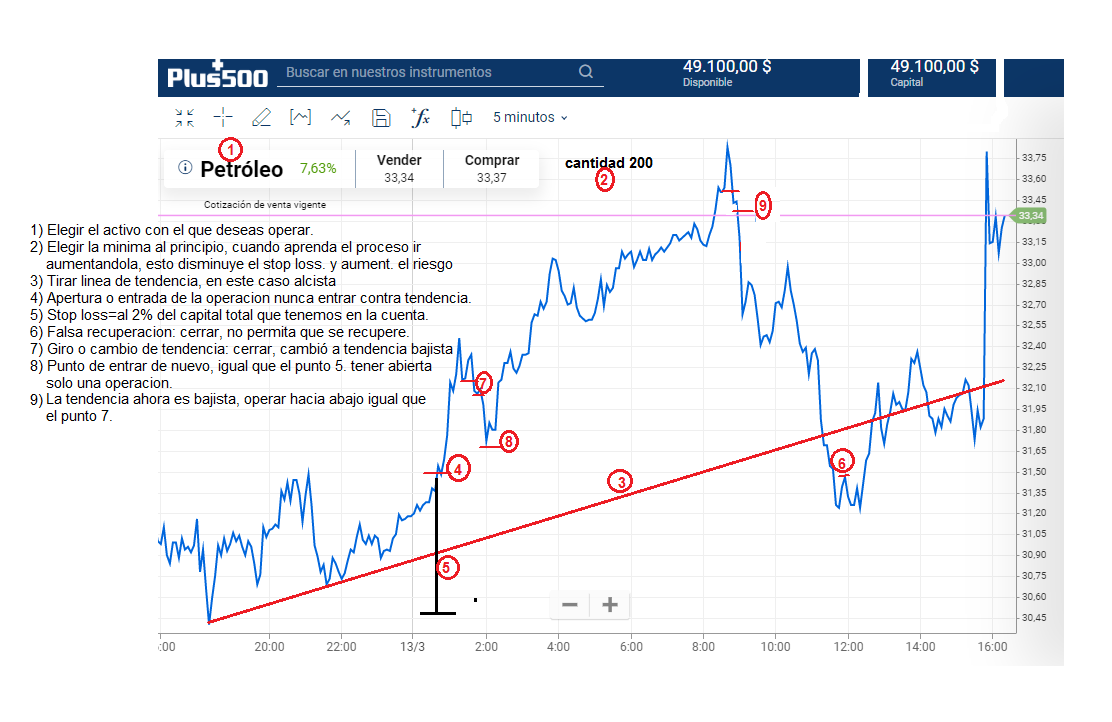 Plus500
Buscar en nuestros instrumentos
49.100,00 $
Disponible
49.100,00 $
Capital
5 minutos
1
Petróleo
7,63%
Vender
33,34
Comprar
33,37
cantidad 200
2
Cotización de venta vigente
1) Elegir el activo con el que deseas operar.
2) Elegir la minima al principio, cuando aprenda el proceso ir
aumentandola, esto disminuye el stop loss. y aument. el riesgo
3) Tirar linea de tendencia, en este caso alcista
4) Apertura o entrada de la operacion nunca entrar contra tendencia.
5) Stop loss=al 2% del capital total que tenemos en la cuenta.
6) Falsa recuperacion: cerrar, no permita que se recupere.
7) Giro o cambio de tendencia: cerrar, cambió a tendencia bajista
8) Punto de entrar de nuevo, igual que el punto 5. tener abierta
solo una operacion.
9) La tendencia ahora es bajista, operar hacia abajo igual que
el punto 7.
9
7
8
4
3
6
5
33,75
33,60
33,45
33,34
33,15
33,00
32,85
32,70
32,55
32,40
32,25
32,10
31,95
31,80
31,65
31,50
31,35
31,20
31,05
30,90
30,75
30,60
30,45
:00
20:00
22:00
13/3
2:00
4:00
6:00
8:00
10:00
12:00
14:00
16:00